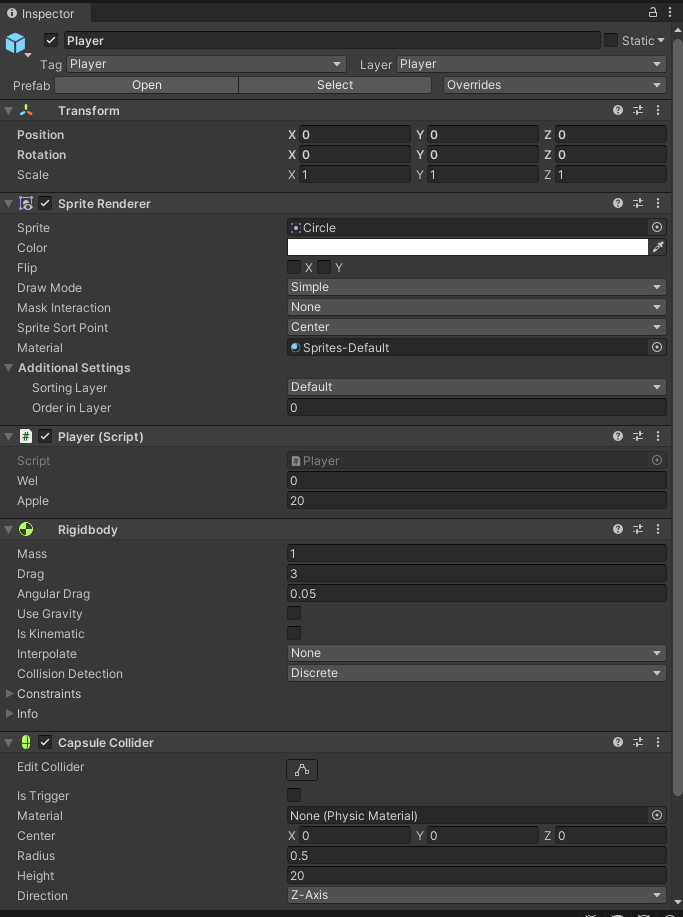 Inspector
Player
Static
Tag Player Layer Player
Prefab Open Select Overrides
Transform
Position X 0 Y 0 Z 0
Rotation X 0 Y 0 Z 0
Scale X 1 Y 1 Z 1
Sprite Renderer
Sprite Circle
Color
Flip X Y
Draw Mode Simple
Mask Interaction None
Sprite Sort Point Center
Material Sprites-Default
Additional Settings
Sorting Layer Default
Order in Layer 0
# Player (Script)
Script Player
Wel 0
Apple 20
Rigidbody
Mass 1
Drag 3
Angular Drag 0.05
Use Gravity
Is Kinematic
Interpolate None
Collision Detection Discrete
Constraints
Info
Capsule Collider
Edit Collider
Is Trigger
Material None (Physic Material)
Center X 0 Y 0 Z 0
Radius 0.5
Height 20
Direction Z-Axis